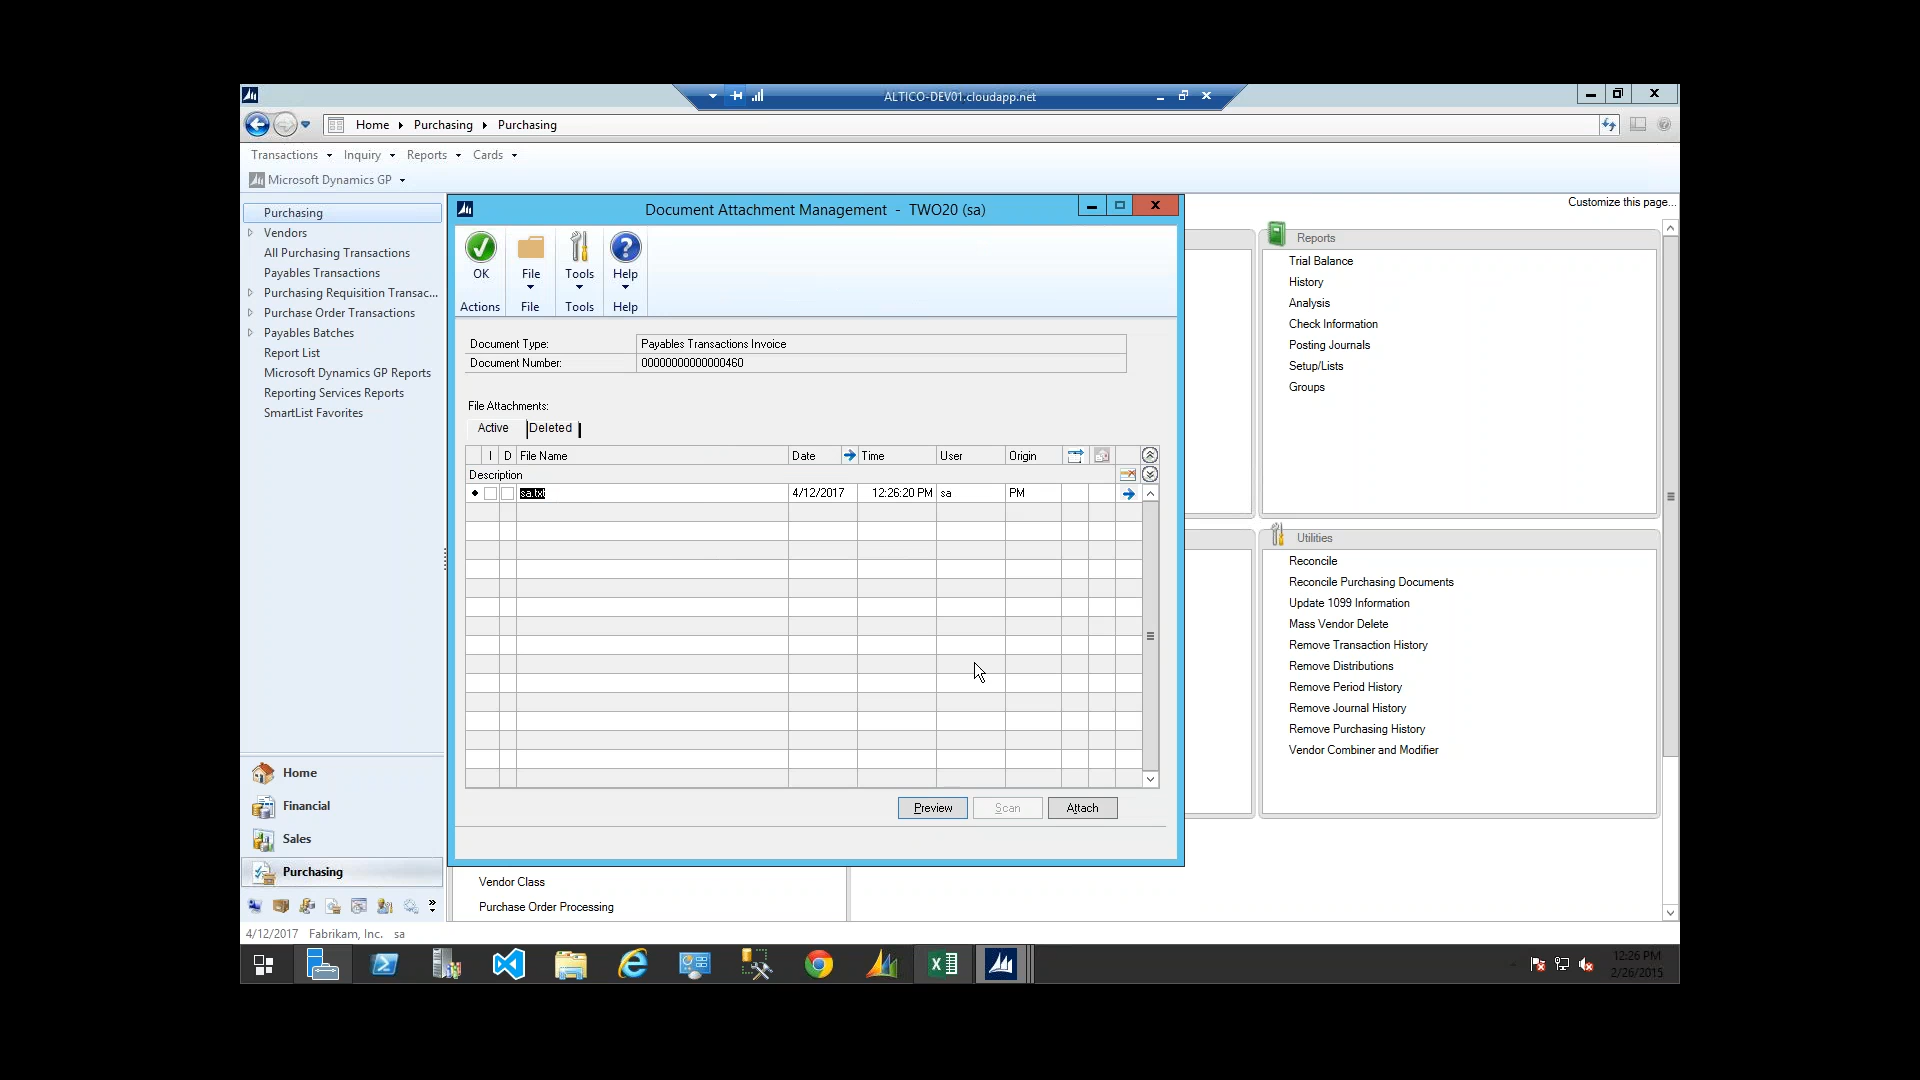 ALTICO-DEV01.cloudapp.net
Home Purchasing Purchasing
Transactions Inquiry Reports Cards
Microsoft Dynamics GP
Customize this page...
Purchasing
Vendors
All Purchasing Transactions
Payables Transactions
Purchasing Requisition Transac...
Purchase Order Transactions
Payables Batches
Report List
Microsoft Dynamics GP Reports
Reporting Services Reports
SmartList Favorites
Home
Financial
Sales
Purchasing
Document Attachment Management - TWO20 (sa)
OK File Tools Help
Actions File Tools Help
Document Type: Payables Transactions Invoice
Document Number: 00000000000000460
File Attachments:
Active Deleted
I D File Name Date Time User Origin
Description
sa.txt 4/12/2017 12:26:20 PM sa PM
Preview Scan Attach
Vendor Class
Purchase Order Processing
Reports
Trial Balance
History
Analysis
Check Information
Posting Journals
Setup/Lists
Groups
Utilities
Reconcile
Reconcile Purchasing Documents
Update 1099 Information
Mass Vendor Delete
Remove Transaction History
Remove Distributions
Remove Period History
Remove Journal History
Remove Purchasing History
Vendor Combiner and Modifier
4/12/2017 Fabrikam, Inc. sa
12:26 PM
2/26/2015